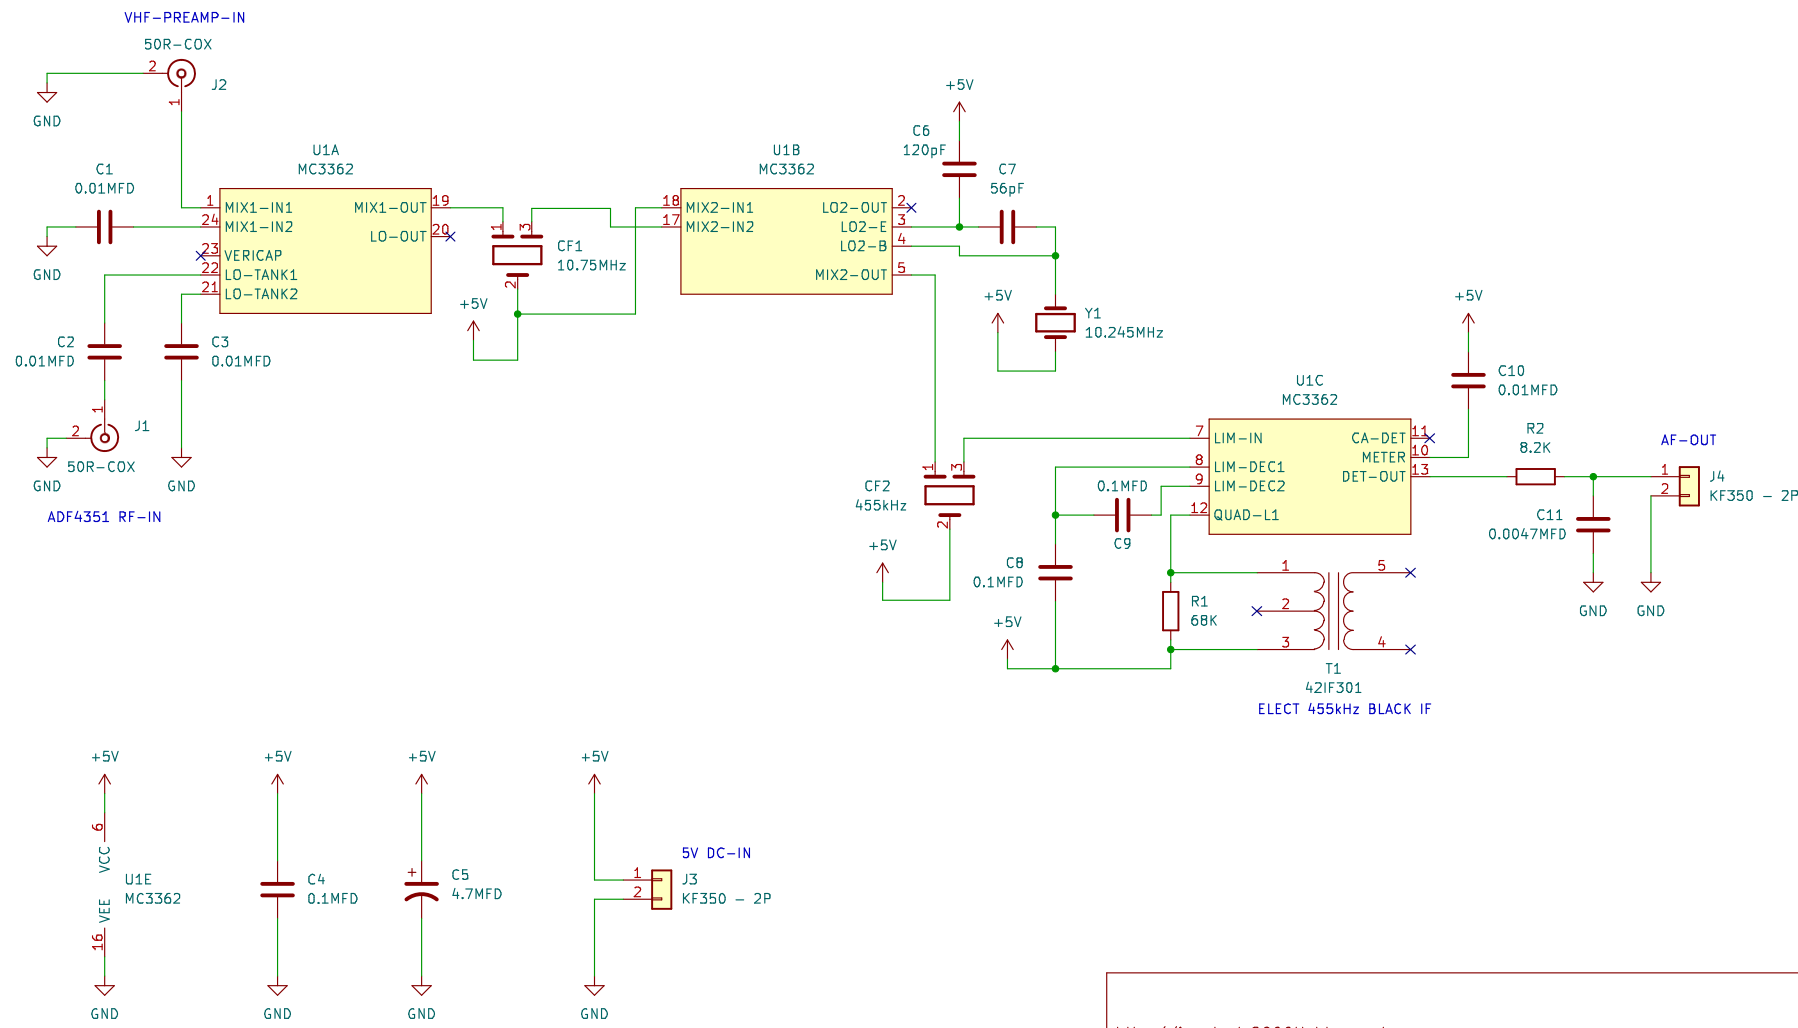 VHF-PREAMP-IN
50R-COX
2
J2
1
GND
C1
0.01MFD
GND
U1A
MC3362
1
MIX1-IN1
24
MIX1-IN2
23
VERICAP
22
LO-TANK1
21
LO-TANK2
MIX1-OUT
19
LO-OUT
20
C2
0.01MFD
C3
0.01MFD
1
2
J1
50R-COX
GND
GND
ADF4351 RF-IN
1
3
CF1
10.75MHz
2
+5V
U1B
MC3362
18
MIX2-IN1
17
MIX2-IN2
LO2-OUT
2
LO2-E
3
LO2-B
4
MIX2-OUT
5
+5V
C6
120pF
C7
56pF
+5V
Y1
10.245MHz
1
3
CF2
455kHz
2
+5V
U1C
MC3362
7
LIM-IN
8
LIM-DEC1
9
LIM-DEC2
12
QUAD-L1
CA-DET
11
METER
10
DET-OUT
13
0.1MFD
C9
C8
0.1MFD
+5V
R1
68K
1
2
3
5
4
T1
42IF301
ELECT 455kHz BLACK IF
+5V
C10
0.01MFD
R2
8.2K
AF-OUT
1
2
J4
KF350 - 2P
C11
0.0047MFD
GND
GND
+5V
6
VCC
U1E
MC3362
VEE
16
GND
+5V
C4
0.1MFD
GND
+5V
+
C5
4.7MFD
GND
+5V
5V DC-IN
1
2
J3
KF350 - 2P
GND